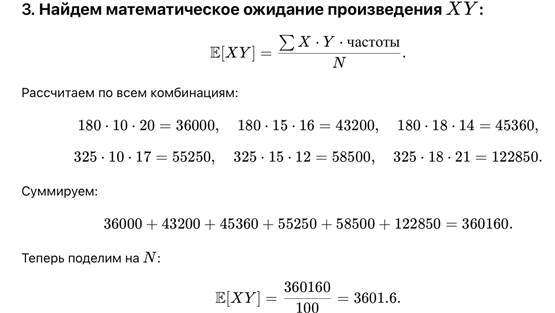 3. Найдем математическое ожидание произведения XY:
𝔼[XY] = ∑ X · Y · частоты / N.
Рассчитаем по всем комбинациям:
180 · 10 · 20 = 36000, 180 · 15 · 16 = 43200, 180 · 18 · 14 = 45360,
325 · 10 · 17 = 55250, 325 · 15 · 12 = 58500, 325 · 18 · 21 = 122850.
Суммируем:
36000 + 43200 + 45360 + 55250 + 58500 + 122850 = 360160.
Теперь поделим на N:
𝔼[XY] = 360160 / 100 = 3601.6.